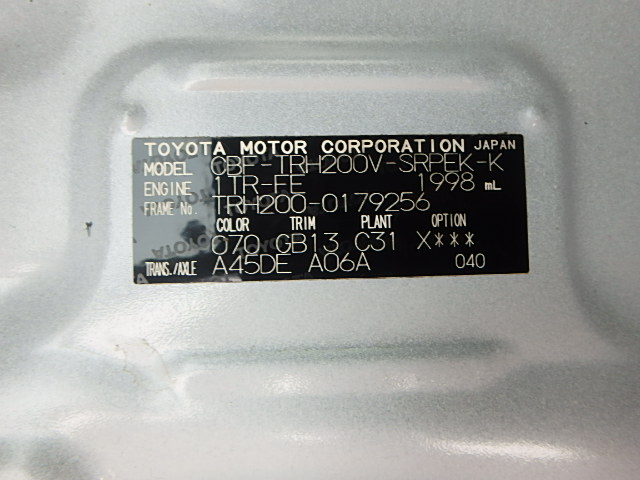 TOYOTA MOTOR CORPORATION JAPAN
MODEL CBF-TRH200V-SRPEK-K
ENGINE 1TR-FE 1998 mL
FRAME No. TRH200-0179256
COLOR TRIM PLANT OPTION
070 GB13 C31 X***
TRANS./AXLE A45DE A06A 040